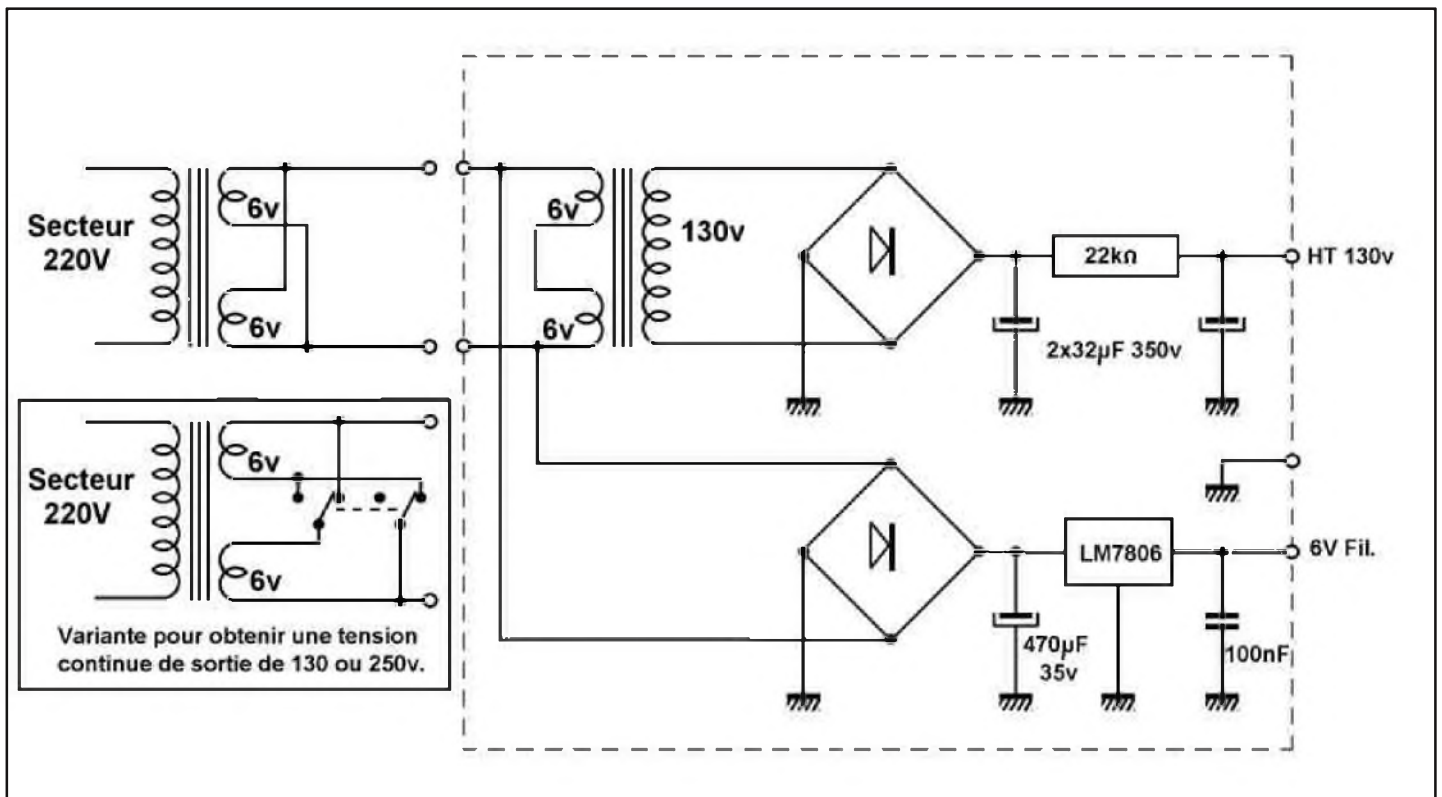 Secteur
220V
6v
6v
6v
6v
130v
22kΩ
HT 130v
2x32µF 350v
Secteur
220V
6v
6v
Variante pour obtenir une tension
continue de sortie de 130 ou 250v.
LM7806
6V Fil.
470µF
35v
100nF